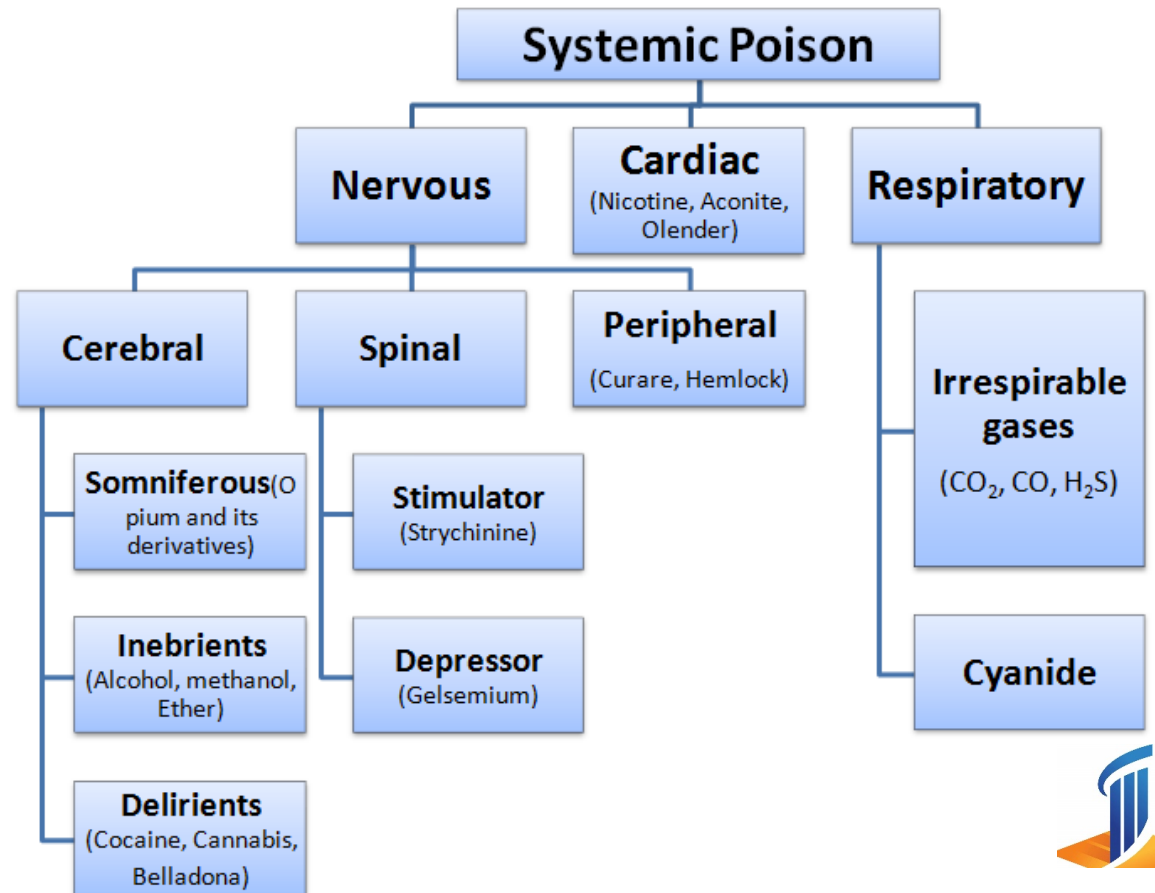 Systemic Poison
Nervous
Cardiac
(Nicotine, Aconite,
Olender)
Respiratory
Cerebral
Spinal
Peripheral
(Curare, Hemlock)
Irrespirable
gases
(CO₂, CO, H₂S)
Somniferous(O
pium and its
derivatives)
Stimulator
(Strychinine)
Inebrients
(Alcohol, methanol,
Ether)
Depressor
(Gelsemium)
Cyanide
Delirients
(Cocaine, Cannabis,
Belladona)